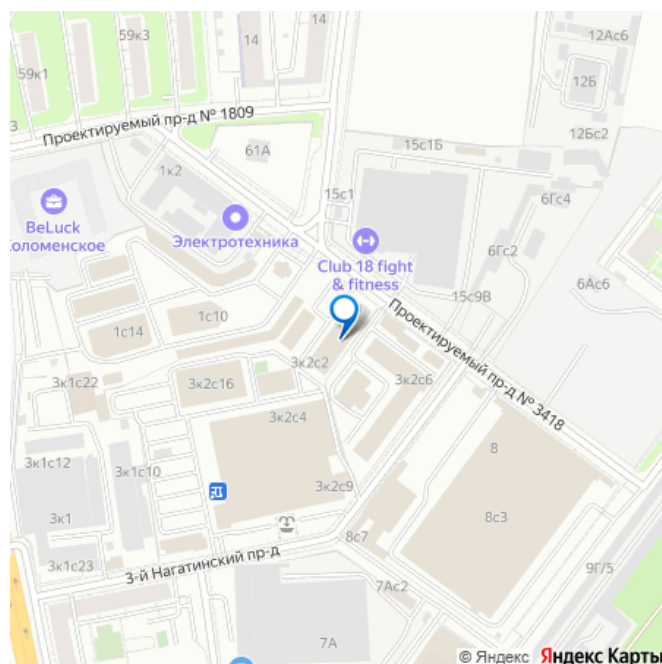 59к3
59к1
14
14
12Ас6
12Б
12Бс2
Проектируемый пр-д № 1809
3
61А
15с1Б
1к2
15с1
6Гс4
BeLuck
Коломенское
Электротехника
Club 18 fight
& fitness
6Гс2
6Ас6
15с9В
1с14
1с10
Проектируемый пр-д № 3418
3к2с2
3к1с22
3к2с16
3к2с6
3к2с4
3к1с12
3к1с10
8
3к2с9
8с3
3к1
8с7
3-й Нагатинский пр-д
3к1с23
9Г/5
7Ас2
7А
© Яндекс Яндекс Карты